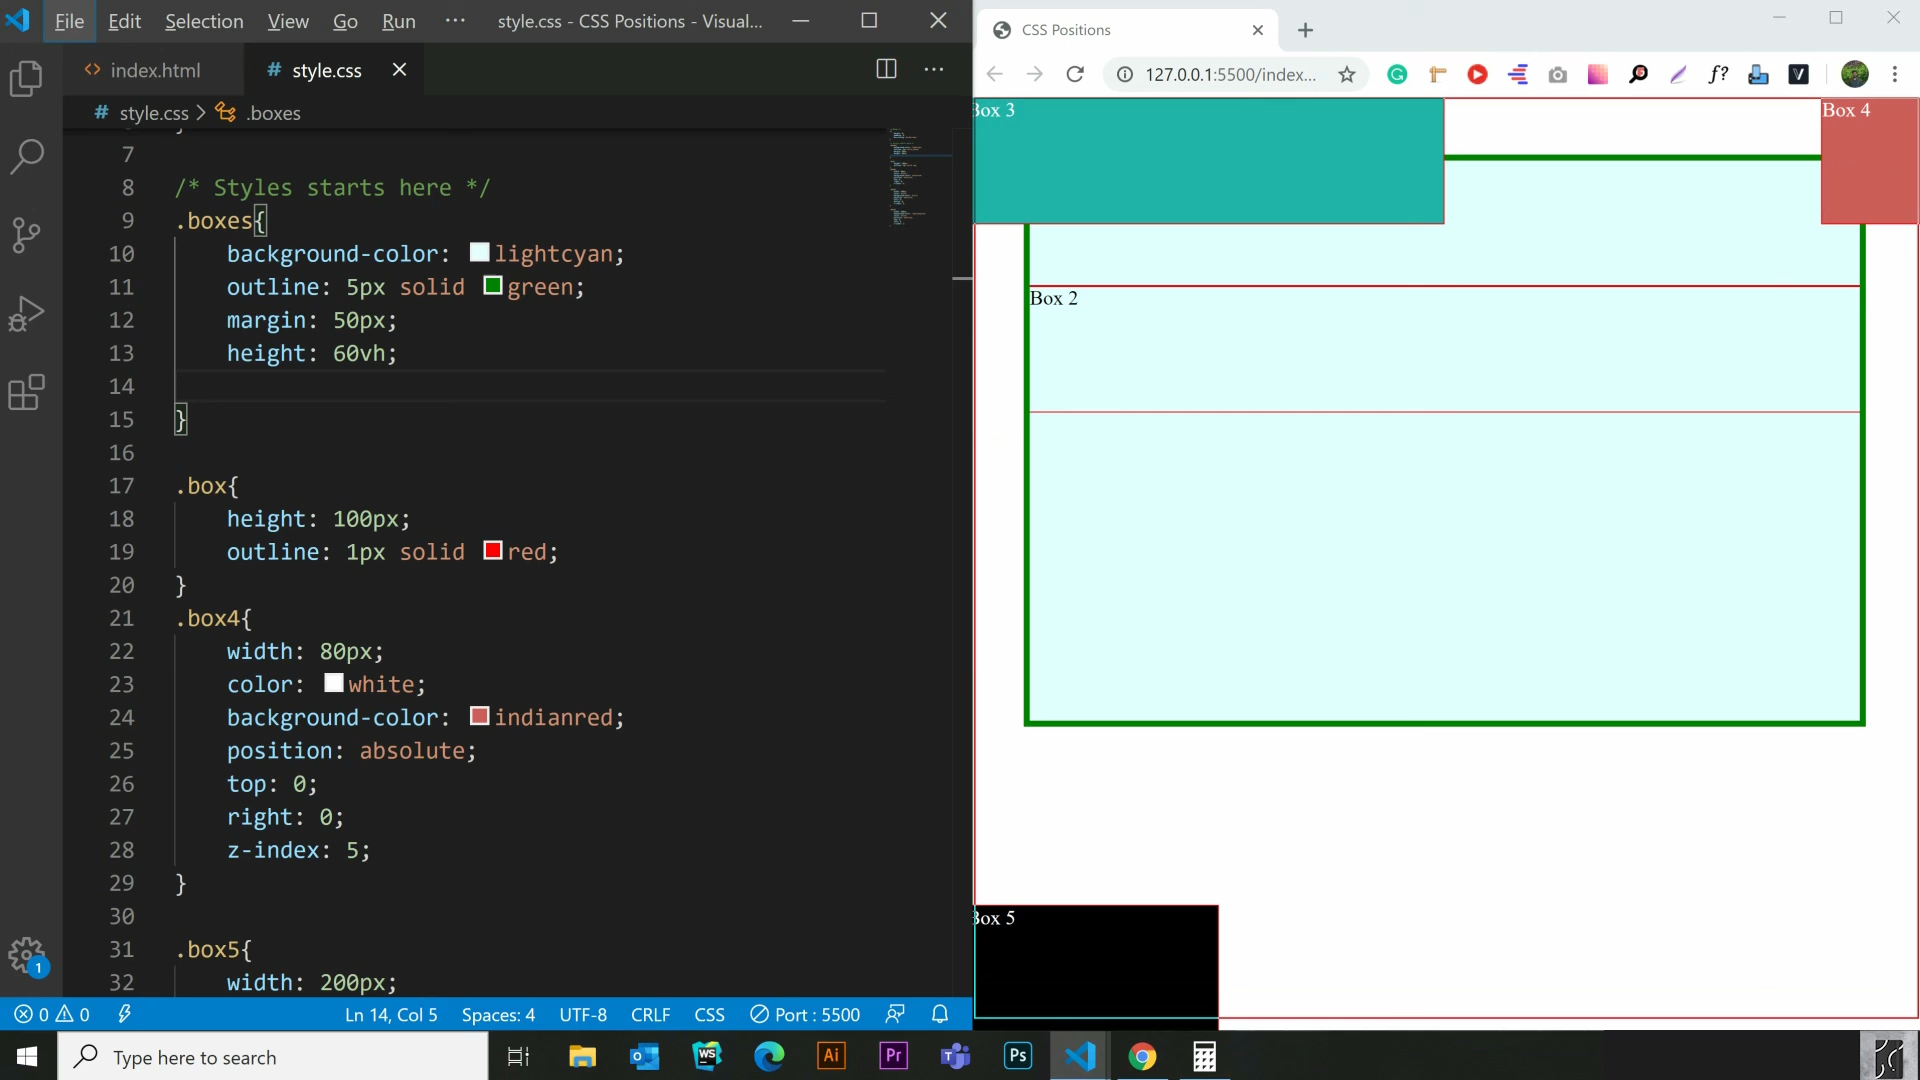 File Edit Selection View Go Run ··· style.css - CSS Positions - Visual...
index.html
# style.css
# style.css > .boxes
7
8 /* Styles starts here */
9 .boxes{
10 background-color: lightcyan;
11 outline: 5px solid green;
12 margin: 50px;
13 height: 60vh;
14
15 }
16
17 .box{
18 height: 100px;
19 outline: 1px solid red;
20 }
21 .box4{
22 width: 80px;
23 color: white;
24 background-color: indianred;
25 position: absolute;
26 top: 0;
27 right: 0;
28 z-index: 5;
29 }
30
31 .box5{
32 width: 200px;
1
0 0
Ln 14, Col 5 Spaces: 4 UTF-8 CRLF CSS Port : 5500
CSS Positions
127.0.0.1:5500/index...
f?
V
Box 3
Box 4
Box 2
Box 5
Type here to search
WS
Ai
Pr
Ps